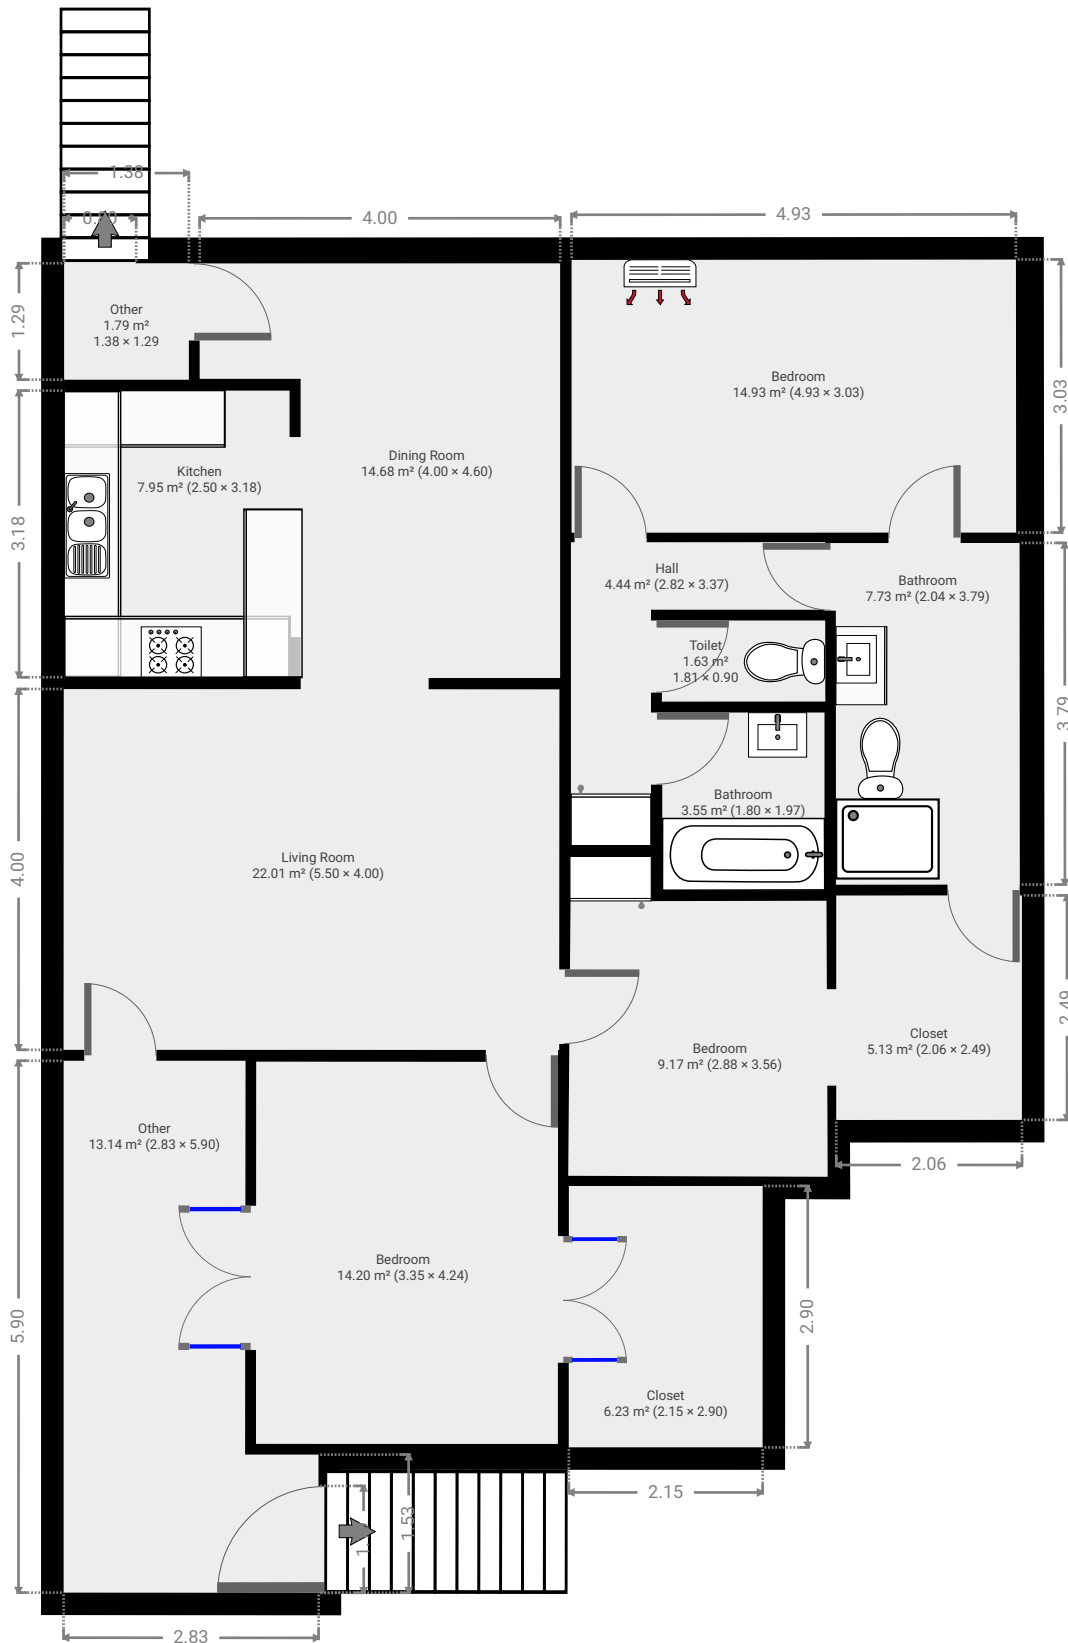 1.38
4.00
4.93
1.29
Other
1.79 m²
1.38 × 1.29
Bedroom
14.93 m² (4.93 × 3.03)
3.03
Dining Room
14.68 m² (4.00 × 4.60)
Kitchen
7.95 m² (2.50 × 3.18)
3.18
Hall
4.44 m² (2.82 × 3.37)
Bathroom
7.73 m² (2.04 × 3.79)
Toilet
1.63 m²
1.81 × 0.90
3.79
Bathroom
3.55 m² (1.80 × 1.97)
Living Room
22.01 m² (5.50 × 4.00)
4.00
2.49
Closet
5.13 m² (2.06 × 2.49)
Bedroom
9.17 m² (2.88 × 3.56)
Other
13.14 m² (2.83 × 5.90)
2.06
Bedroom
14.20 m² (3.35 × 4.24)
5.90
2.90
Closet
6.23 m² (2.15 × 2.90)
2.15
1.53
2.83